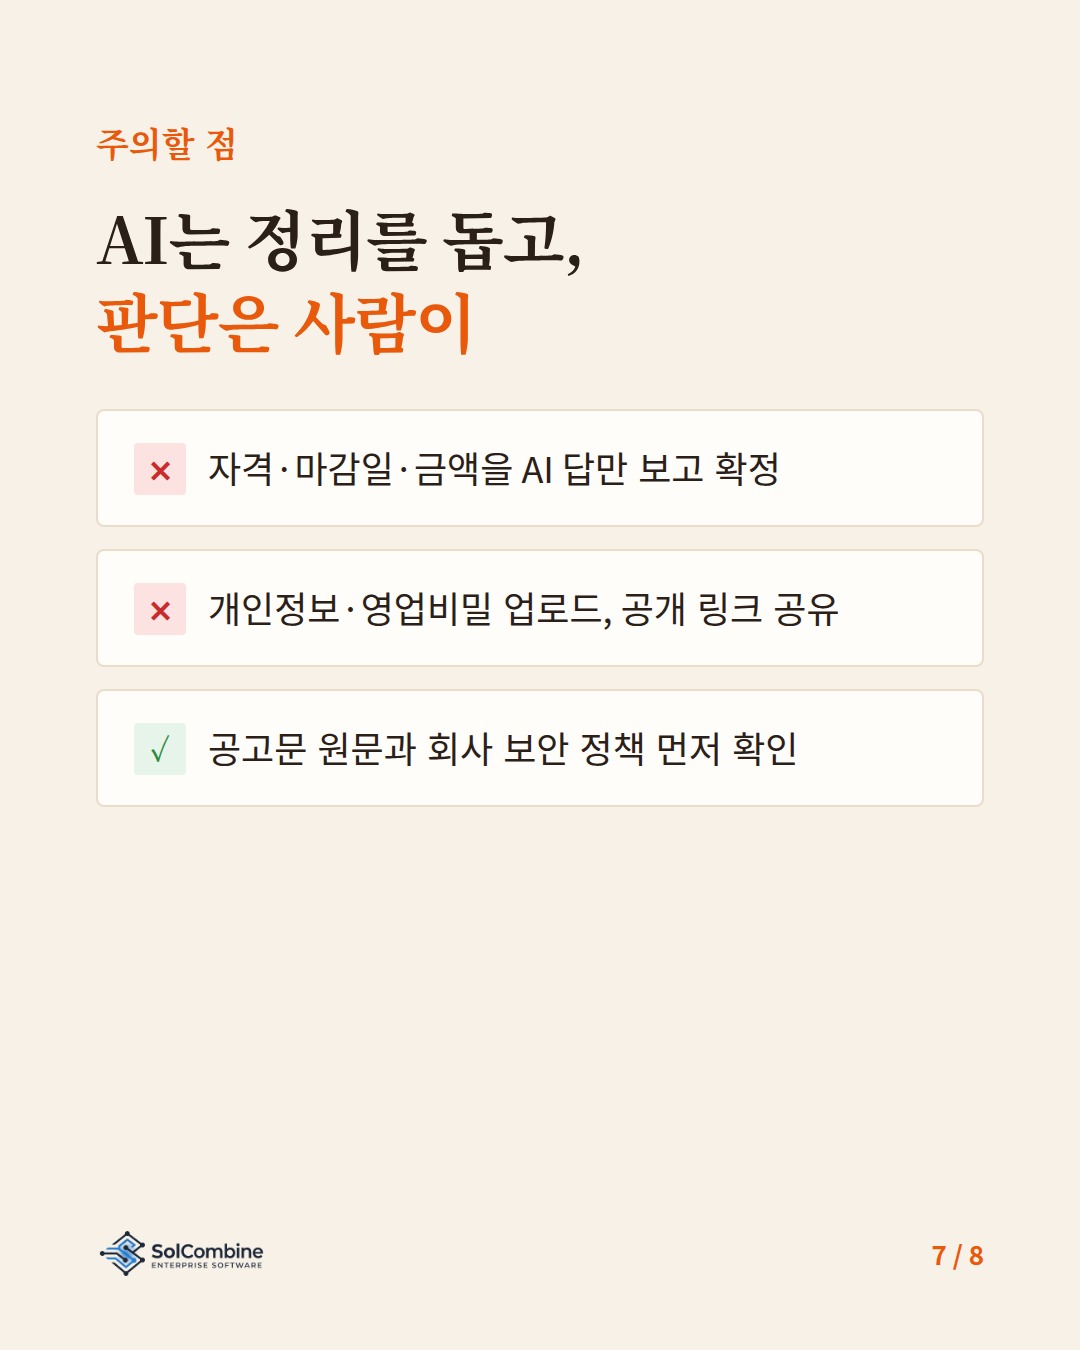 주의할 점
AI는 정리를 돕고,
판단은 사람이
× 자격·마감일·금액을 AI 답만 보고 확정
× 개인정보·영업비밀 업로드, 공개 링크 공유
√ 공고문 원문과 회사 보안 정책 먼저 확인
SolCombine
ENTERPRISE SOFTWARE
7 / 8